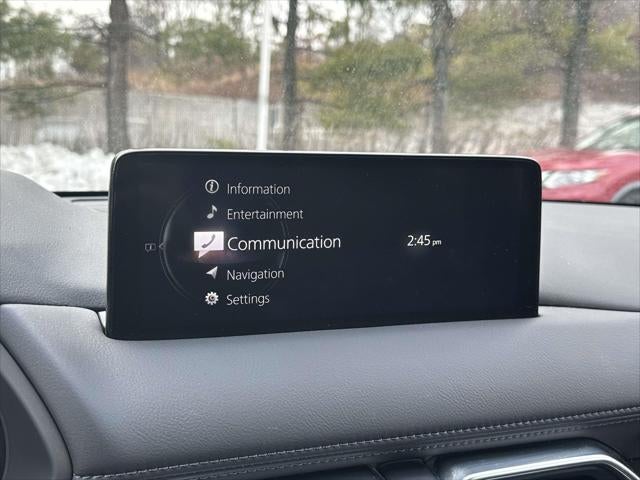 Information
Entertainment
Communication
2:45 pm
Navigation
Settings